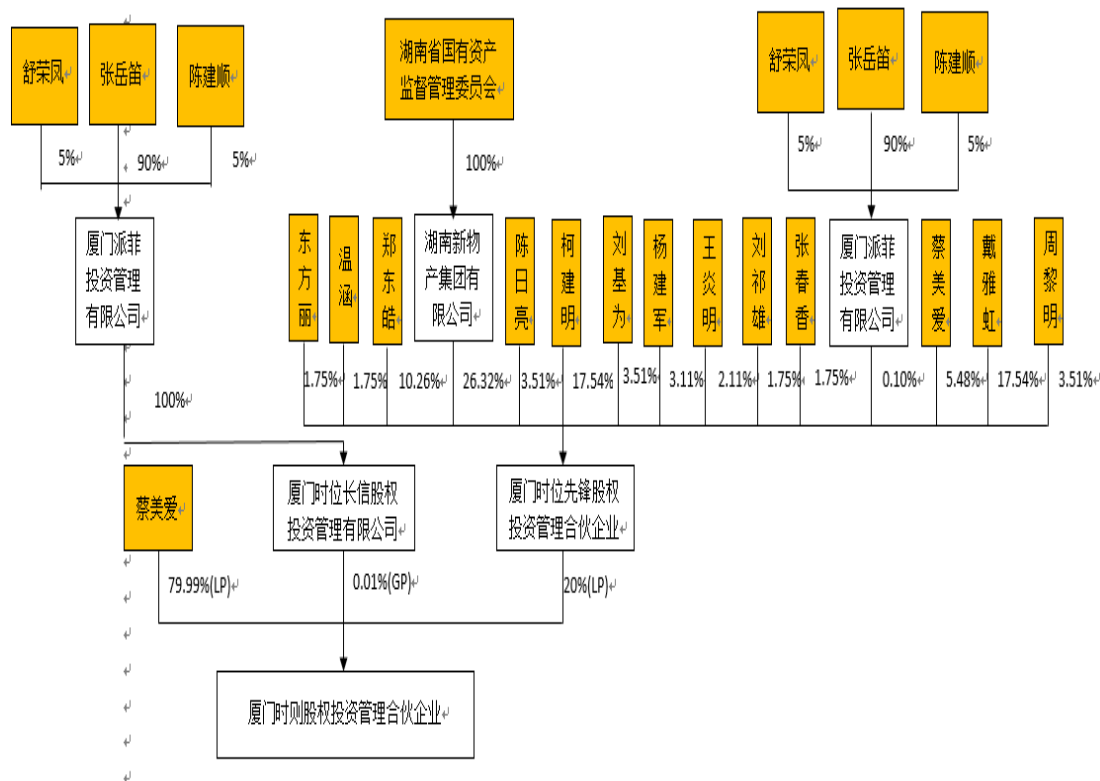 舒荣凤
张岳笛
陈建顺
湖南省国有资产
监督管理委员会
舒荣凤
张岳笛
陈建顺
5%
90%
5%
100%
5%
90%
5%
厦门派菲
投资管理
有限公司
东方丽
温涵
郑东皓
湖南新物
产集团有
限公司
陈日亮
柯建明
刘基为
杨建军
王炎明
刘祁雄
张春香
厦门派菲
投资管理
有限公司
蔡美爱
戴雅虹
周黎明
1.75%
1.75%
10.26%
26.32%
3.51%
17.54%
3.51%
3.11%
2.11%
1.75%
1.75%
0.10%
5.48%
17.54%
3.51%
100%
蔡美爱
厦门时位长信股权
投资管理有限公司
厦门时位先锋股权
投资管理合伙企业
79.99%(LP)
0.01%(GP)
20%(LP)
厦门时则股权投资管理合伙企业